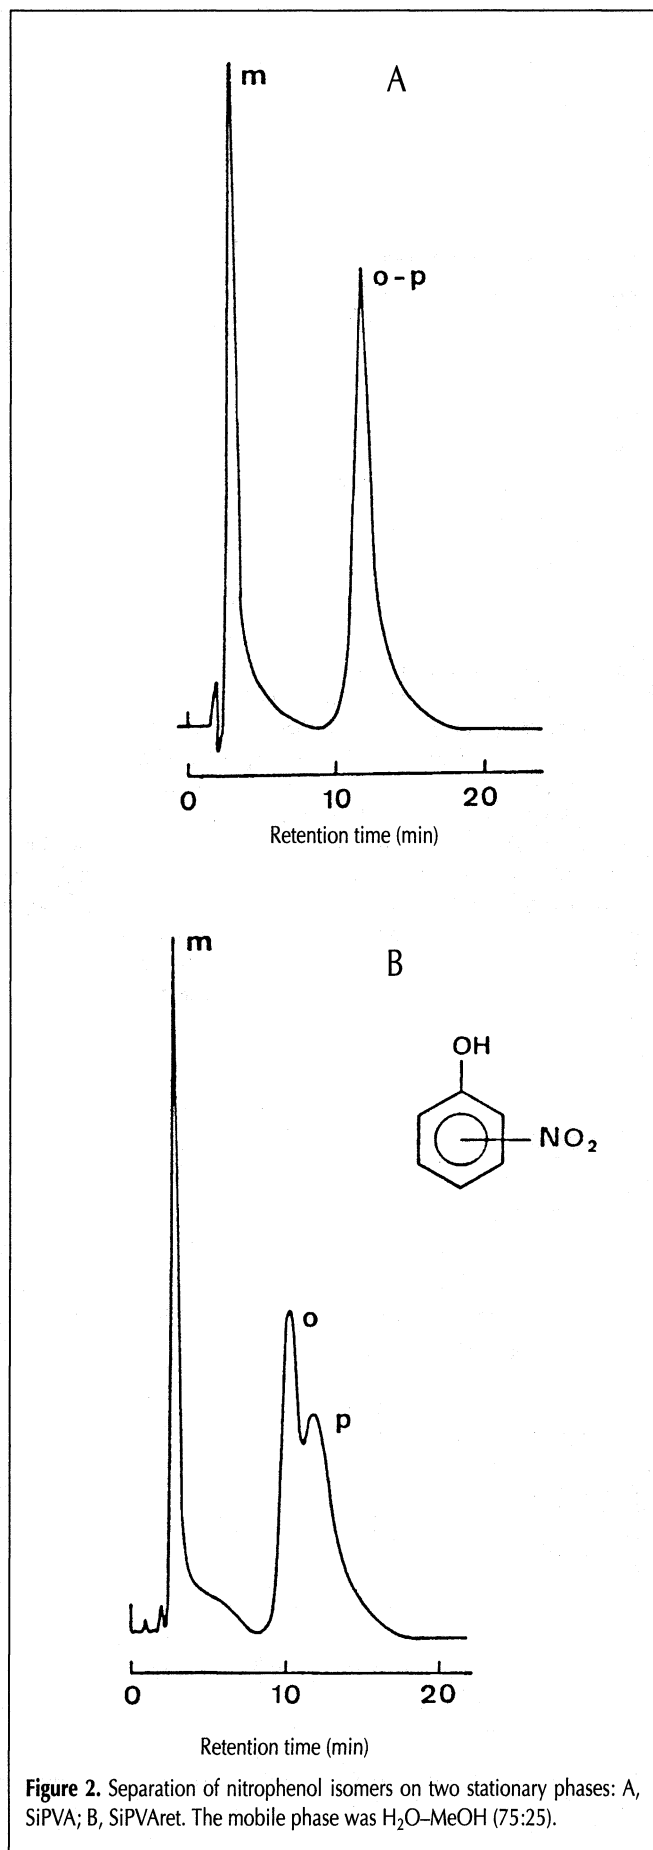 m
A
o-p
0 10 20
Retention time (min)
m
B
OH
NO₂
o
p
0 10 20
Retention time (min)
Figure 2. Separation of nitrophenol isomers on two stationary phases: A,
SiPVA; B, SiPVAret. The mobile phase was H₂O–MeOH (75:25).